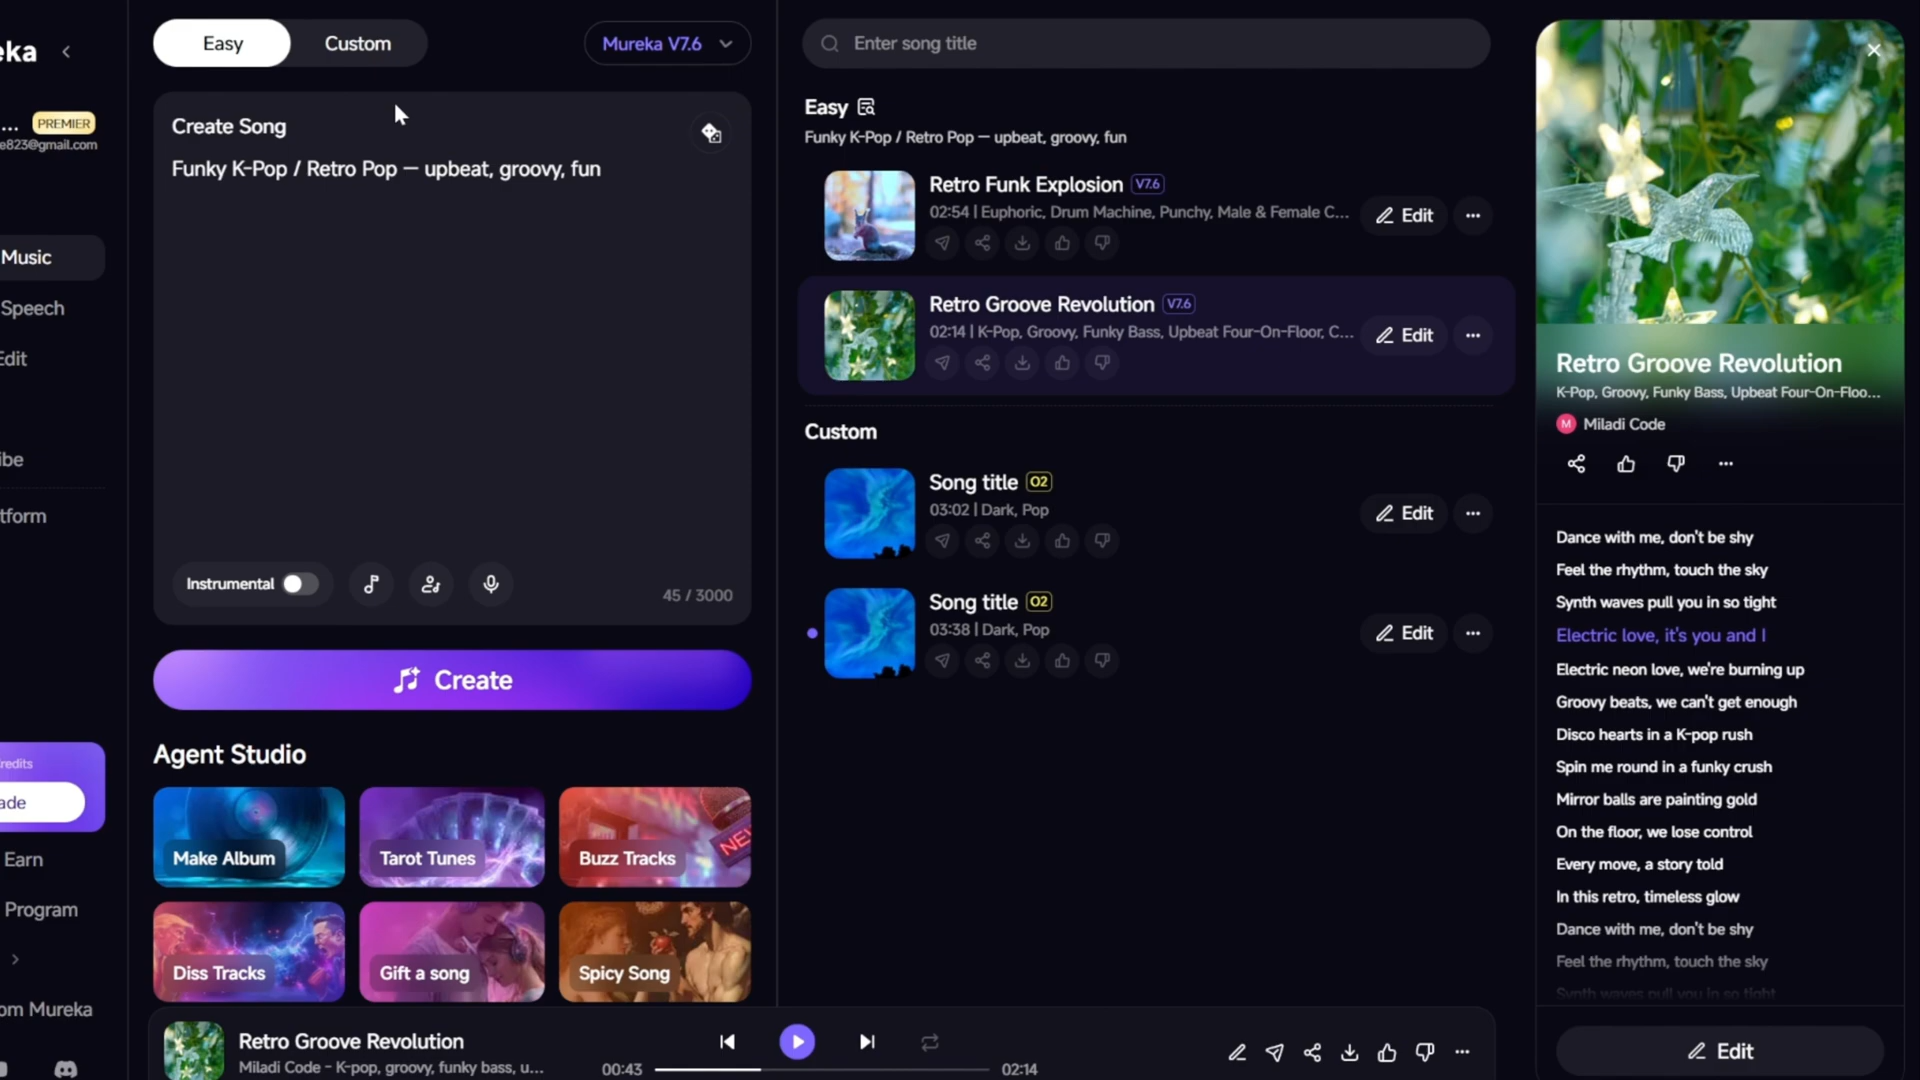 eka
PREMIER
e823@gmail.com
Music
Speech
Edit
ibe
tform
redits
ade
Earn
Program
om Mureka
Easy
Custom
Mureka V7.6
Create Song
Funky K-Pop / Retro Pop — upbeat, groovy, fun
Instrumental
45 / 3000
Create
Agent Studio
Make Album
Tarot Tunes
Buzz Tracks
NEW
Diss Tracks
Gift a song
Spicy Song
Enter song title
Easy
Funky K-Pop / Retro Pop — upbeat, groovy, fun
Retro Funk Explosion V7.6
02:54 | Euphoric, Drum Machine, Punchy, Male & Female C...
Edit
Retro Groove Revolution V7.6
02:14 | K-Pop, Groovy, Funky Bass, Upbeat Four-On-Floor, C...
Edit
Custom
Song title O2
03:02 | Dark, Pop
Edit
Song title O2
03:38 | Dark, Pop
Edit
Retro Groove Revolution
K-Pop, Groovy, Funky Bass, Upbeat Four-On-Floo...
M Miladi Code
Dance with me, don't be shy
Feel the rhythm, touch the sky
Synth waves pull you in so tight
Electric love, it's you and I
Electric neon love, we're burning up
Groovy beats, we can't get enough
Disco hearts in a K-pop rush
Spin me round in a funky crush
Mirror balls are painting gold
On the floor, we lose control
Every move, a story told
In this retro, timeless glow
Dance with me, don't be shy
Feel the rhythm, touch the sky
Synth waves pull you in so tight
Edit
Retro Groove Revolution
Miladi Code - K-pop, groovy, funky bass, u...
00:43
02:14